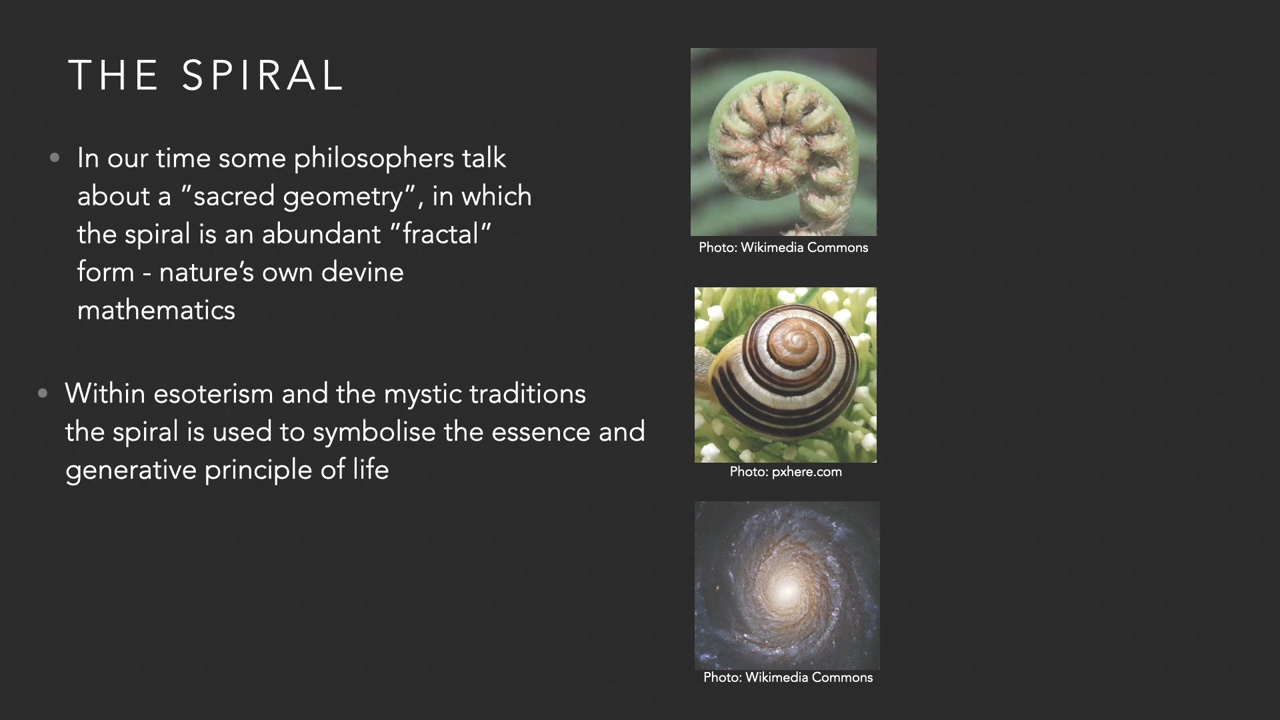 THE SPIRAL
• In our time some philosophers talk
about a ”sacred geometry”, in which
the spiral is an abundant ”fractal”
form - nature’s own devine
mathematics
• Within esoterism and the mystic traditions
the spiral is used to symbolise the essence and
generative principle of life
Photo: Wikimedia Commons
Photo: pxhere.com
Photo: Wikimedia Commons